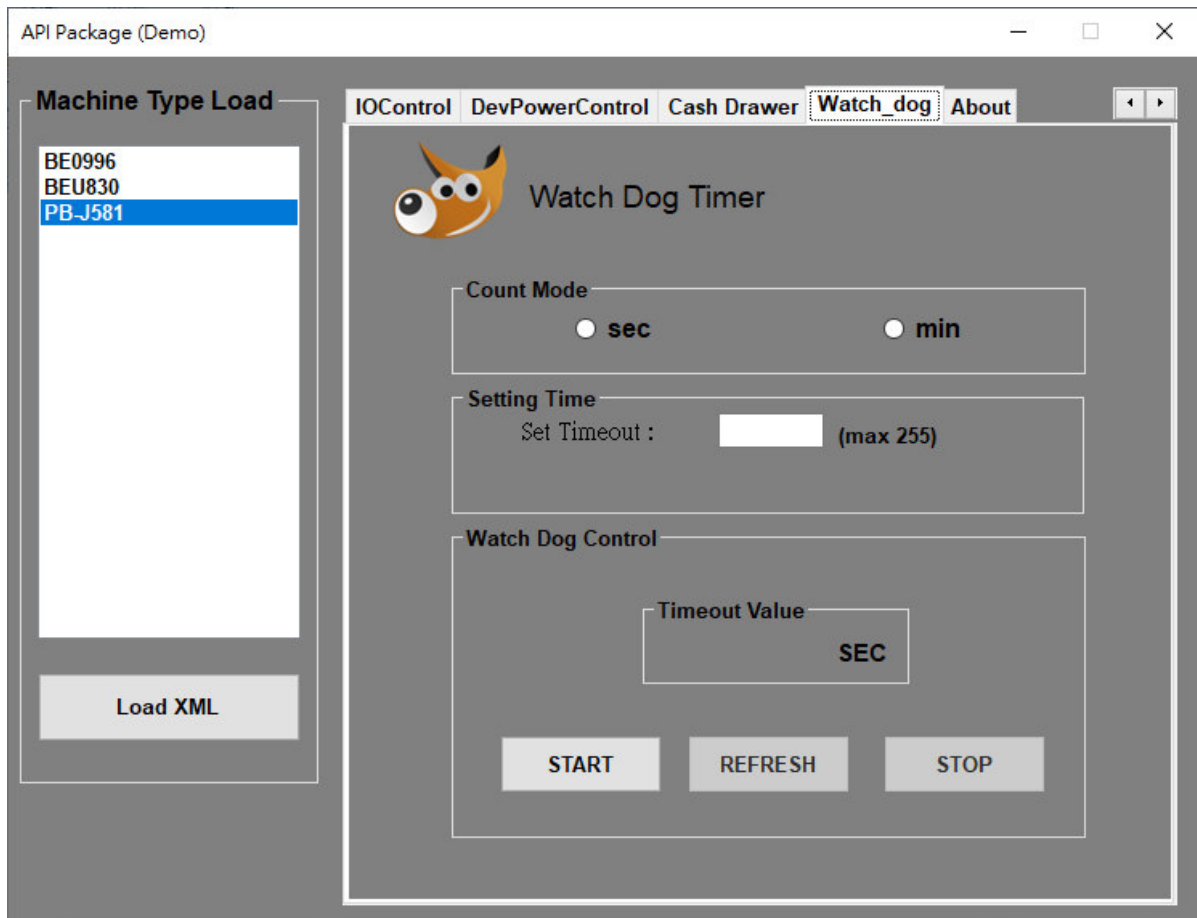 API Package (Demo)
Machine Type Load
BE0996
BEU830
PB-J581
Load XML
IOControl DevPowerControl Cash Drawer Watch_dog About
Watch Dog Timer
Count Mode
sec min
Setting Time
Set Timeout : (max 255)
Watch Dog Control
Timeout Value
SEC
START REFRESH STOP